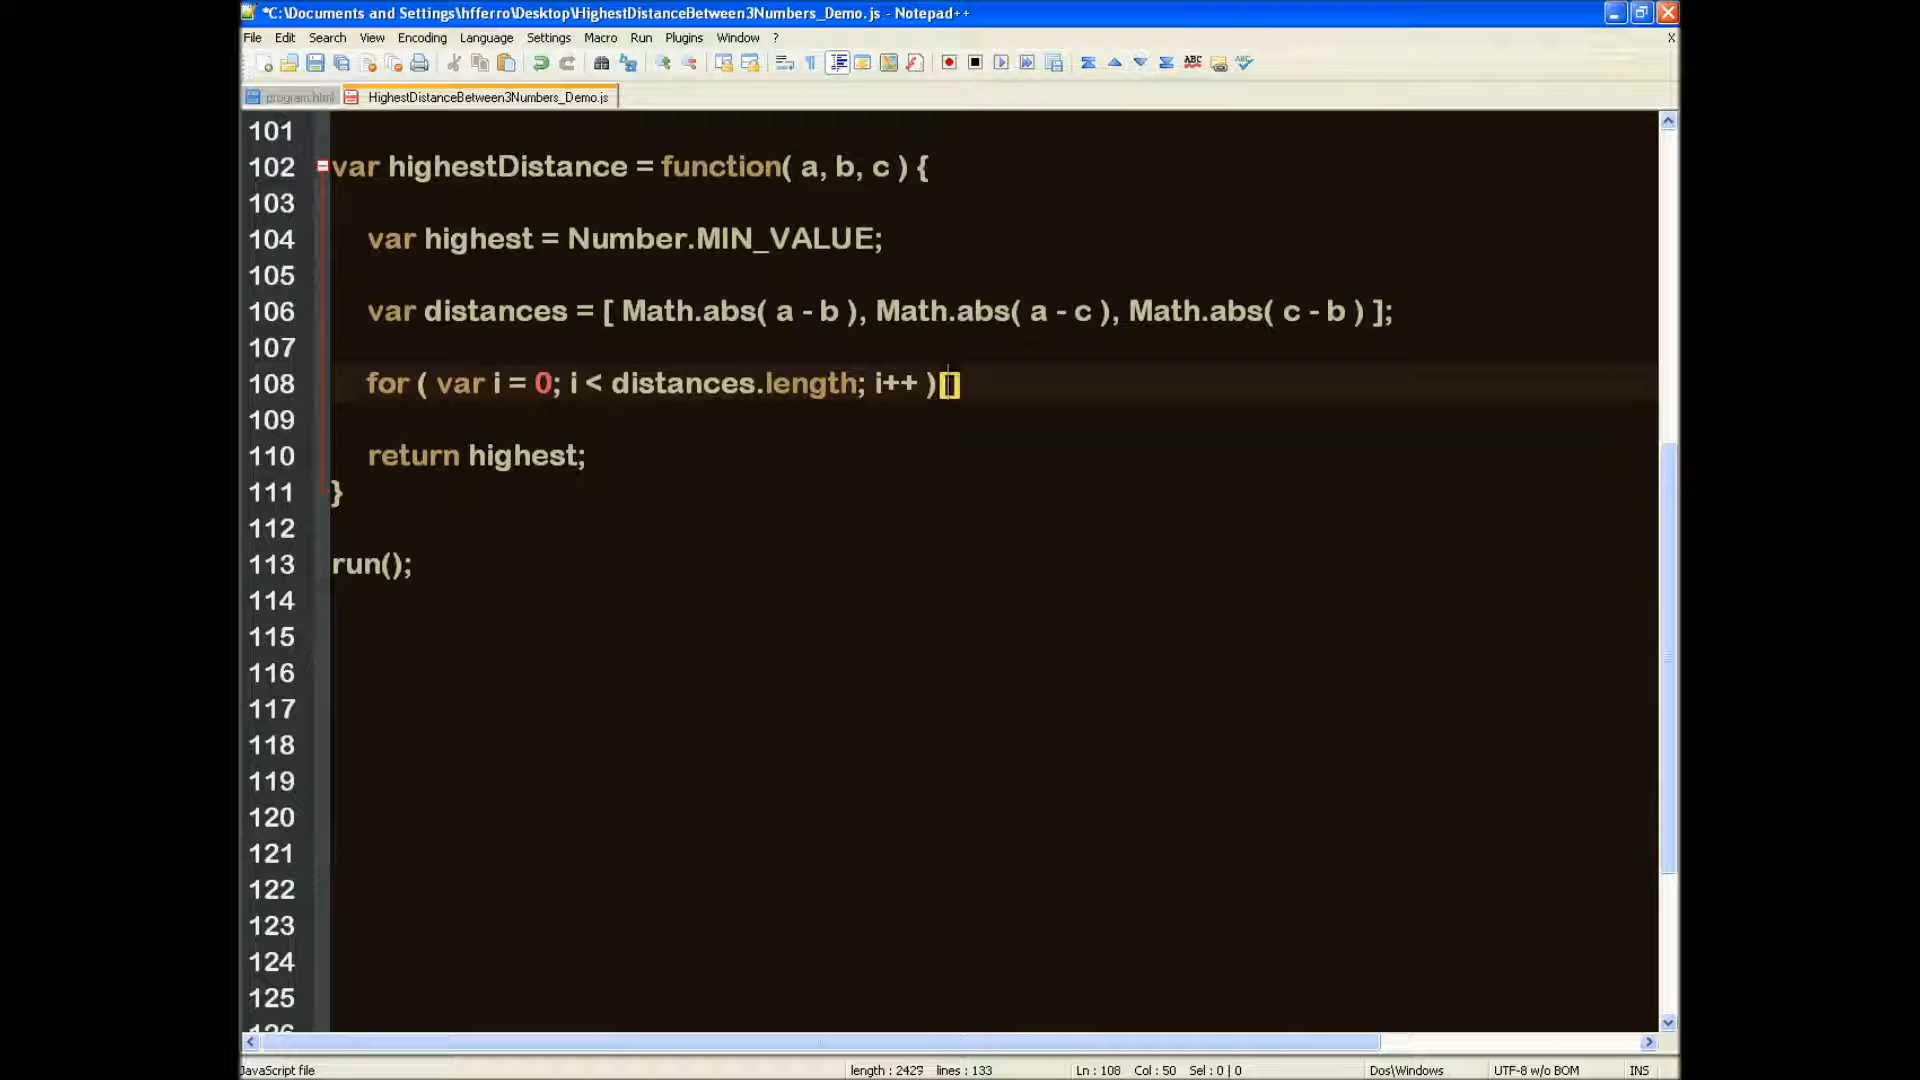 *C:\Documents and Settings\hfferro\Desktop\HighestDistanceBetween3Numbers_Demo.js - Notepad++
File Edit Search View Encoding Language Settings Macro Run Plugins Window ? X
program.html HighestDistanceBetween3Numbers_Demo.js
101
102 var highestDistance = function( a, b, c ) {
103
104 var highest = Number.MIN_VALUE;
105
106 var distances = [ Math.abs( a - b ), Math.abs( a - c ), Math.abs( c - b ) ];
107
108 for ( var i = 0; i < distances.length; i++ )[]
109
110 return highest;
111 }
112
113 run();
114
115
116
117
118
119
120
121
122
123
124
125
126
JavaScript file length : 2429 lines : 133 Ln : 108 Col : 50 Sel : 0 | 0 Dos\Windows UTF-8 w/o BOM INS